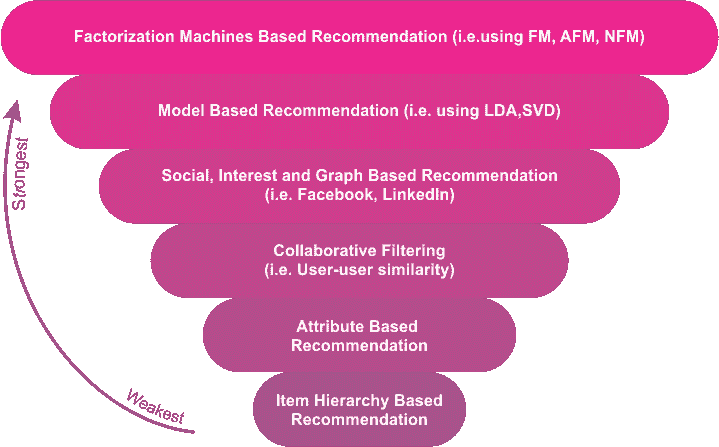 Factorization Machines Based Recommendation (i.e.using FM, AFM, NFM)
Model Based Recommendation (i.e. using LDA,SVD)
Social, Interest and Graph Based Recommendation
(i.e. Facebook, LinkedIn)
Collaborative Filtering
(i.e. User-user similarity)
Attribute Based
Recommendation
Item Hierarchy Based
Recommendation
Strongest
Weakest